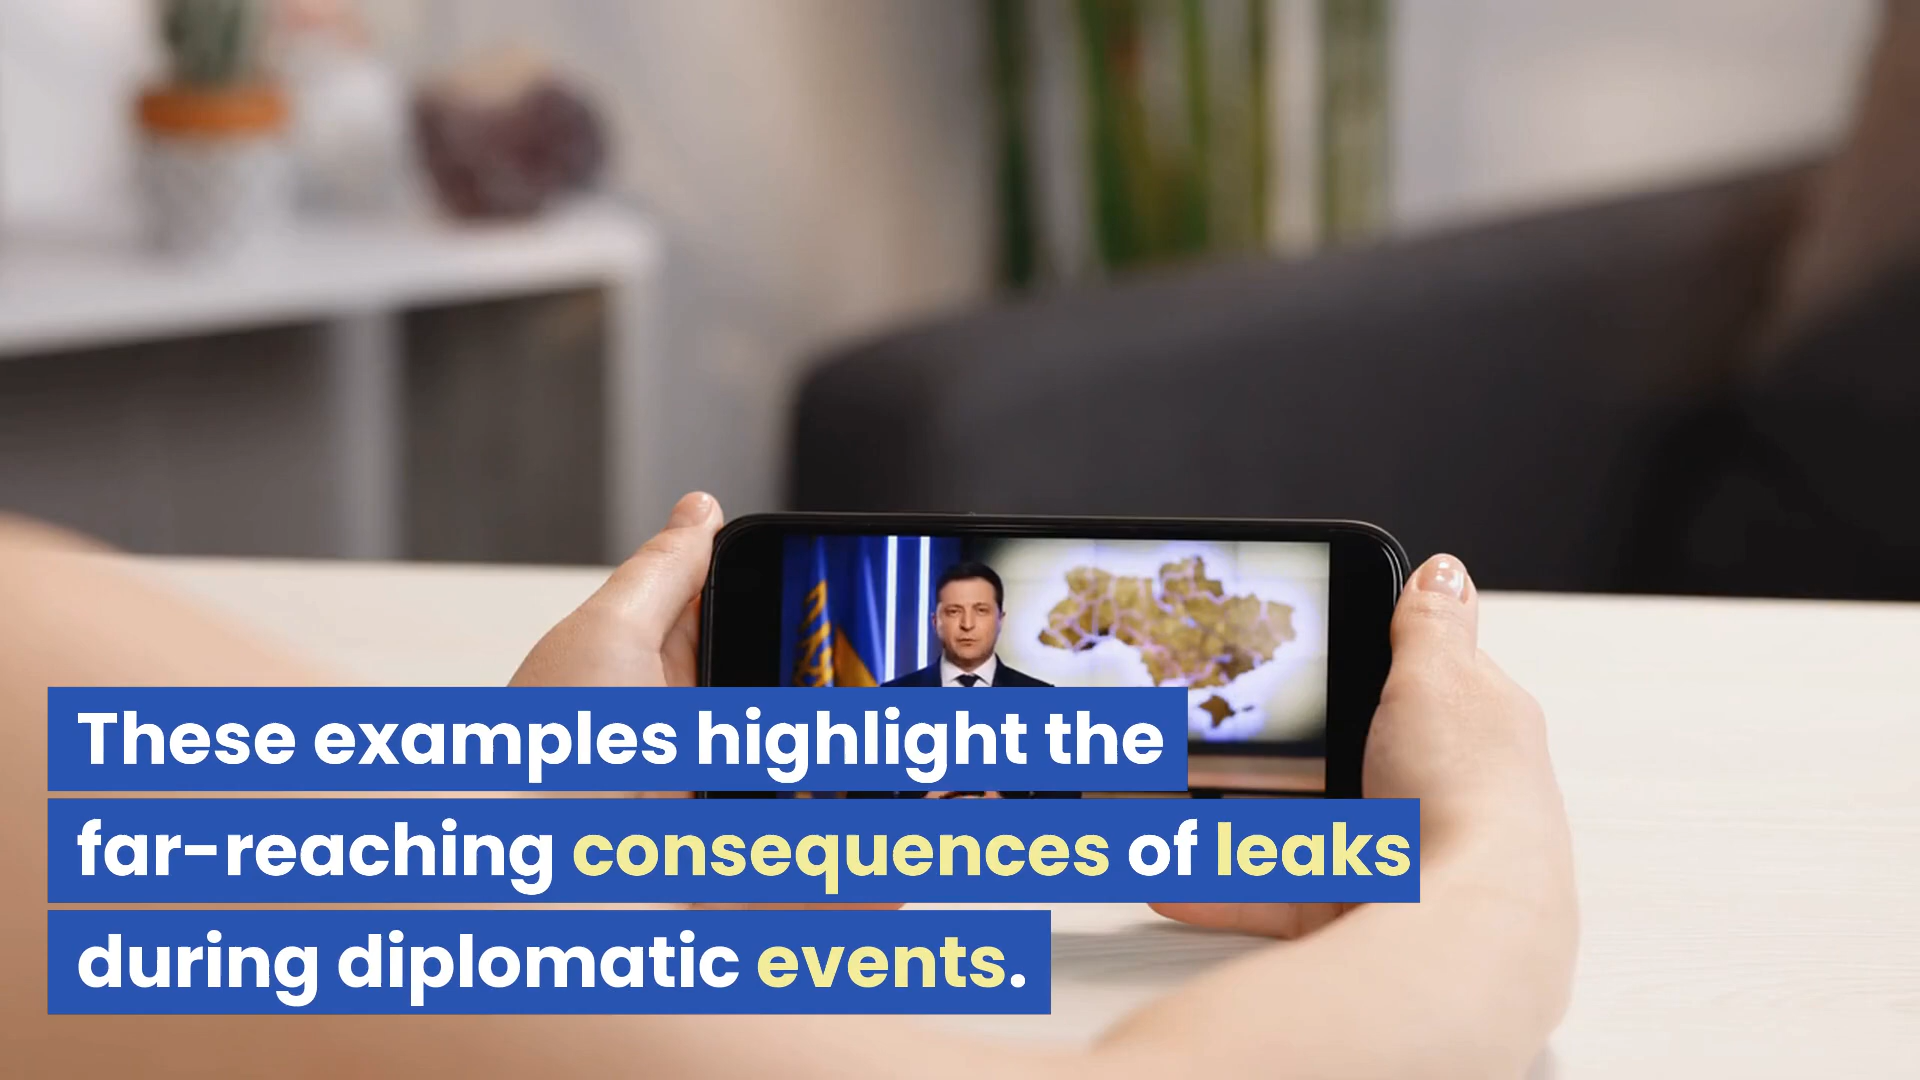 These examples highlight the
far-reaching consequences of leaks
during diplomatic events.